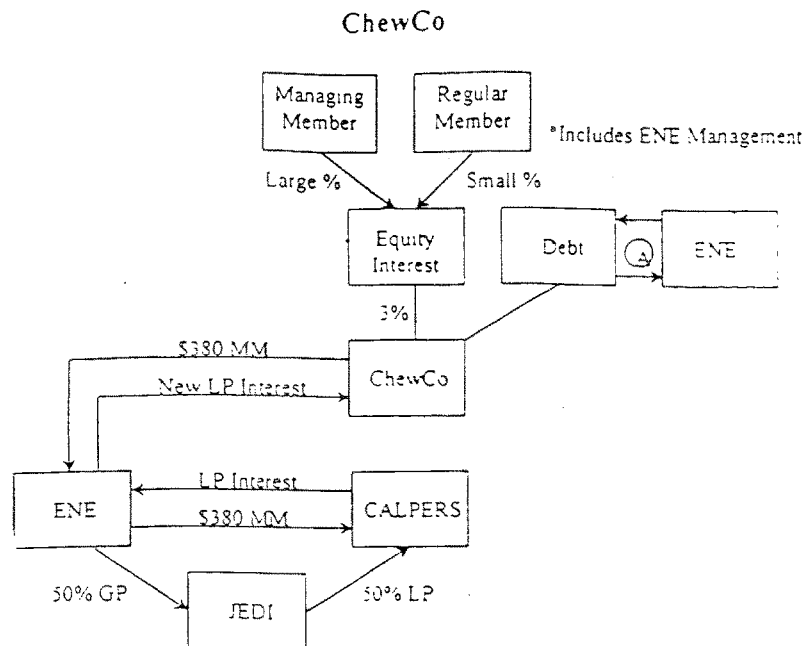 ChewCo
Managing
Member
Regular
Member
*Includes ENE Management
Large %
Small %
Equity
Interest
Debt
ENE
3%
$380 MM
New LP Interest
ChewCo
ENE
LP Interest
$380 MM
CALPERS
50% GP
JEDI
50% LP